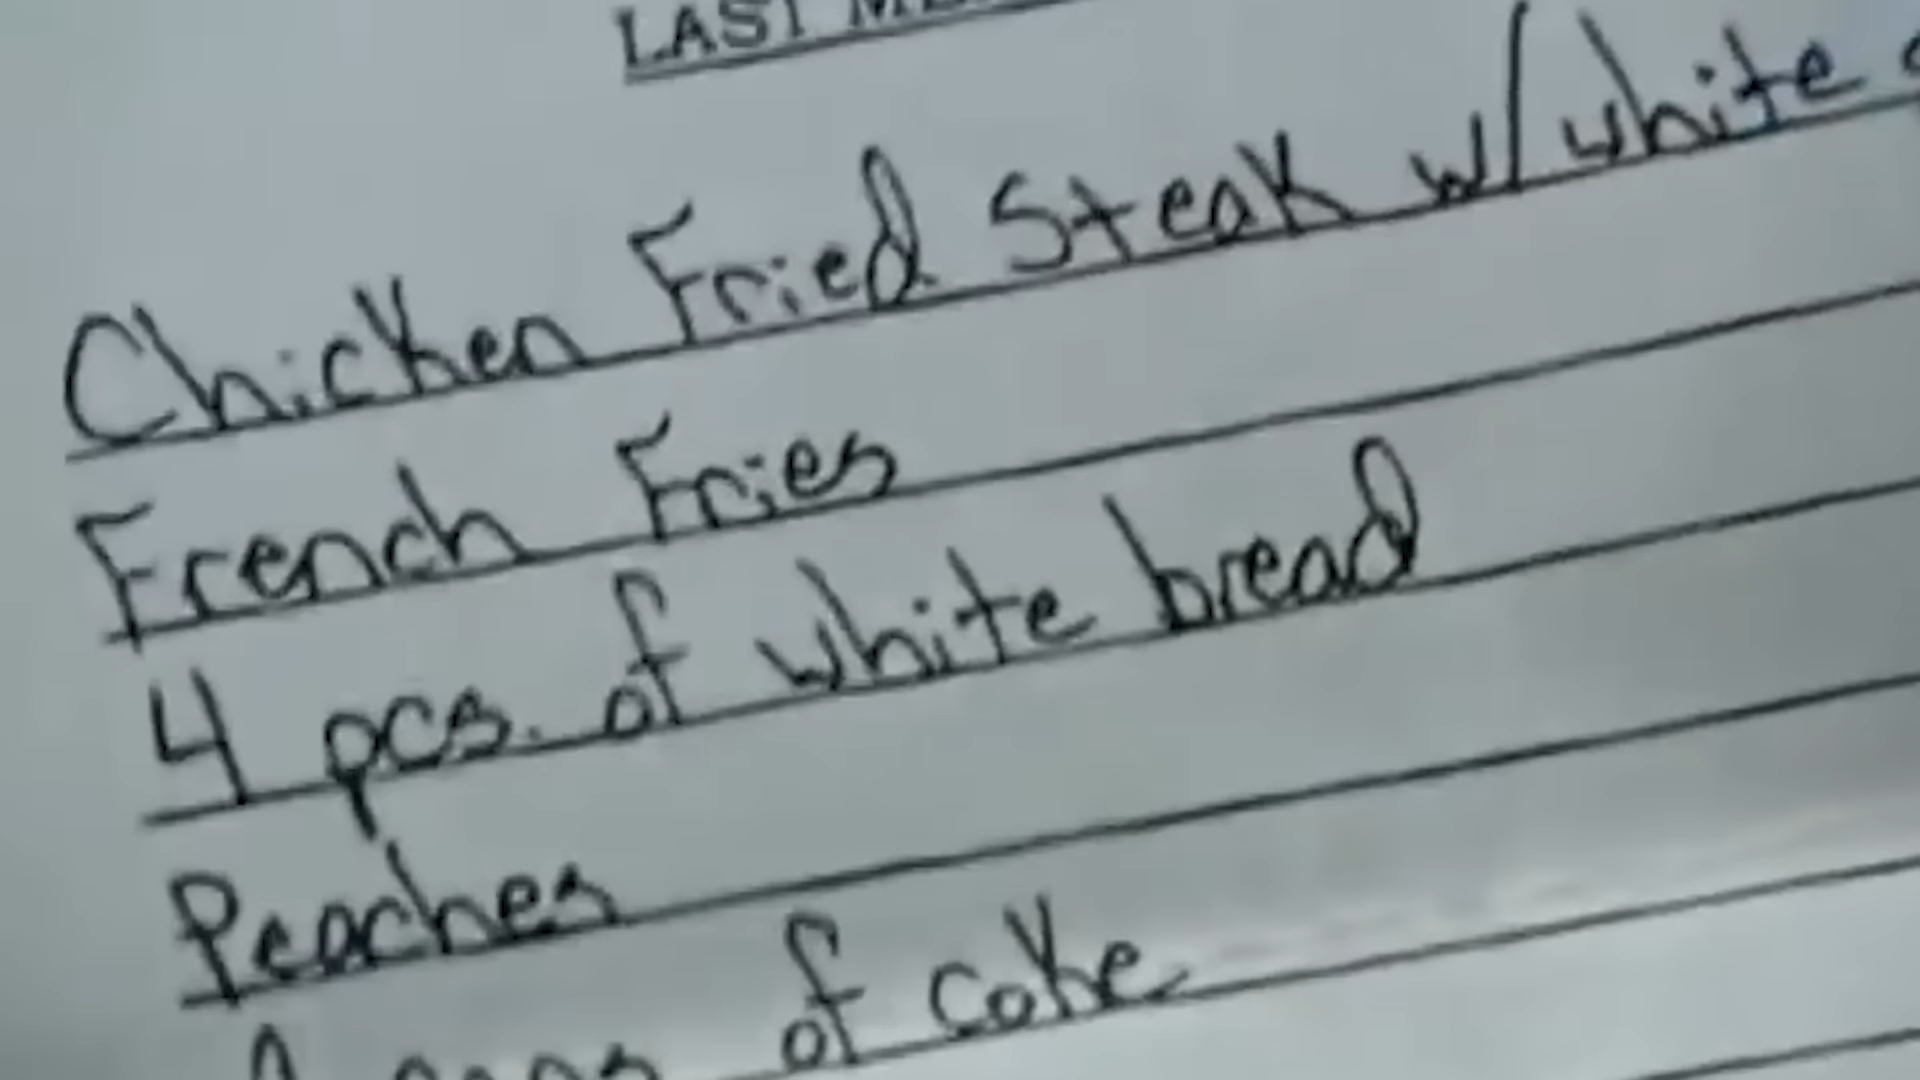 LAST
Chicken Fried Steak w/white
French Fries
4 pcs. of white bread
Peaches
of coke